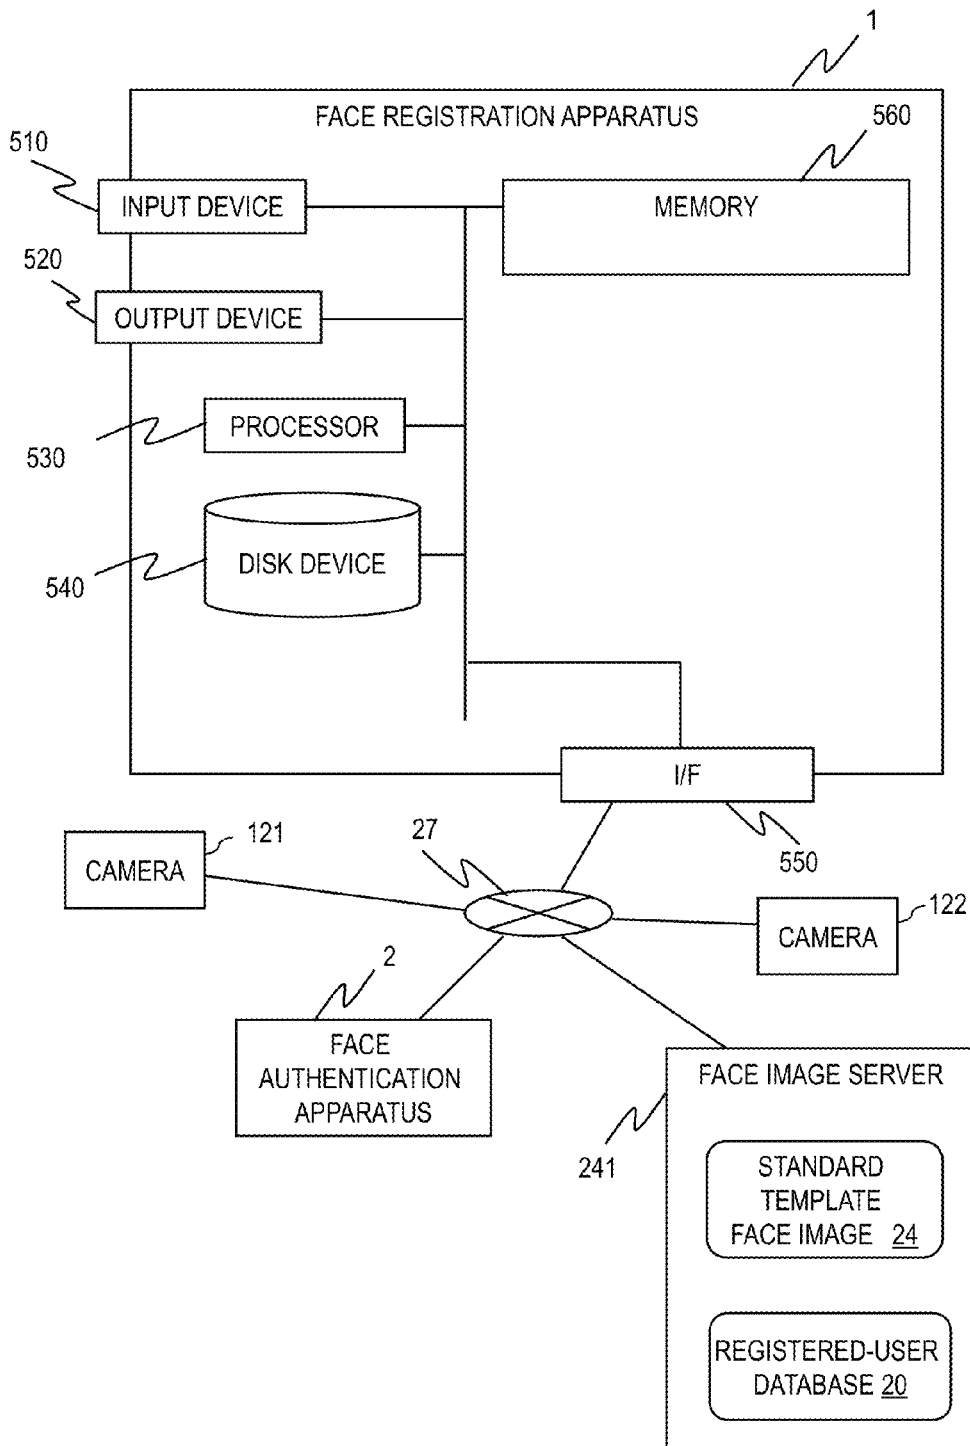 1
FACE REGISTRATION APPARATUS
560
510
INPUT DEVICE
MEMORY
520
OUTPUT DEVICE
PROCESSOR
530
DISK DEVICE
540
I/F
550
121
CAMERA
27
122
CAMERA
2
FACE
AUTHENTICATION
APPARATUS
FACE IMAGE SERVER
241
STANDARD
TEMPLATE
FACE IMAGE 24
REGISTERED-USER
DATABASE 20